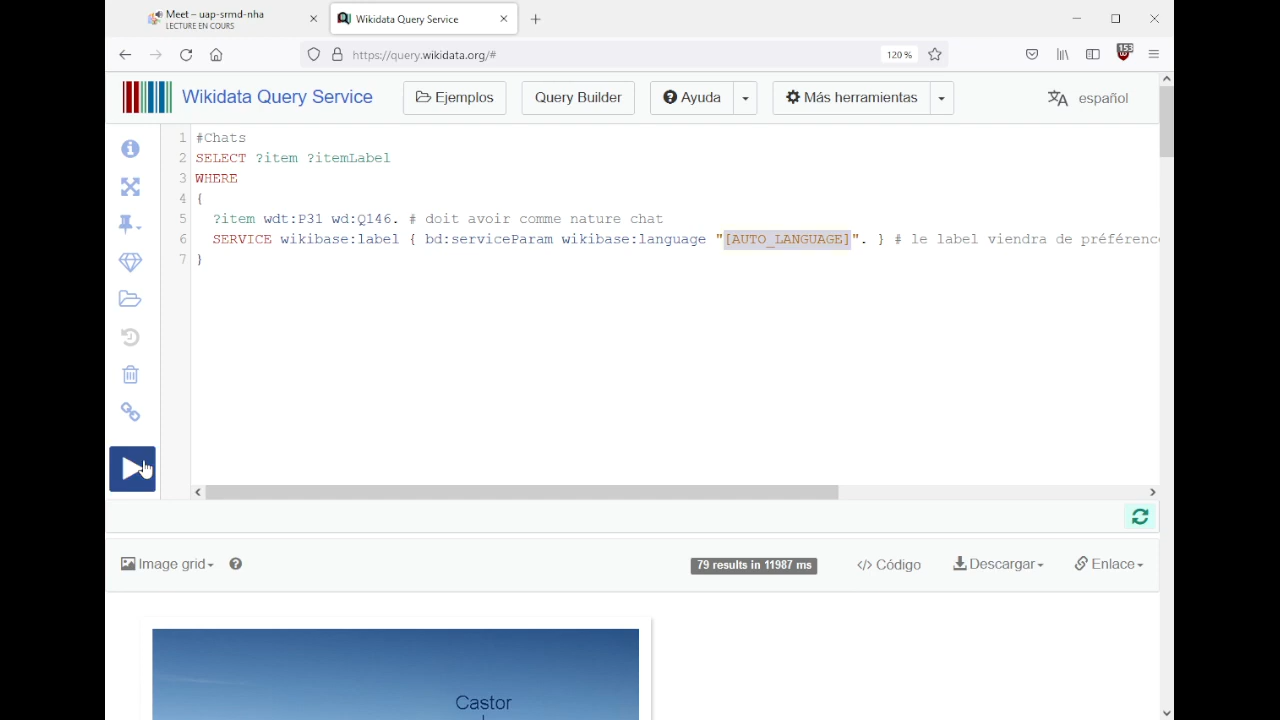 Meet – uap-srmd-nha
LECTURE EN COURS
Wikidata Query Service
https://query.wikidata.org/#
120 %
153
Wikidata Query Service
Ejemplos
Query Builder
Ayuda
Más herramientas
español
1 #Chats
2 SELECT ?item ?itemLabel
3 WHERE
4 {
5 ?item wdt:P31 wd:Q146. # doit avoir comme nature chat
6 SERVICE wikibase:label { bd:serviceParam wikibase:language "[AUTO_LANGUAGE]". } # le label viendra de préférenc
7 }
Image grid
79 results in 11987 ms
</> Código
Descargar
Enlace
Castor